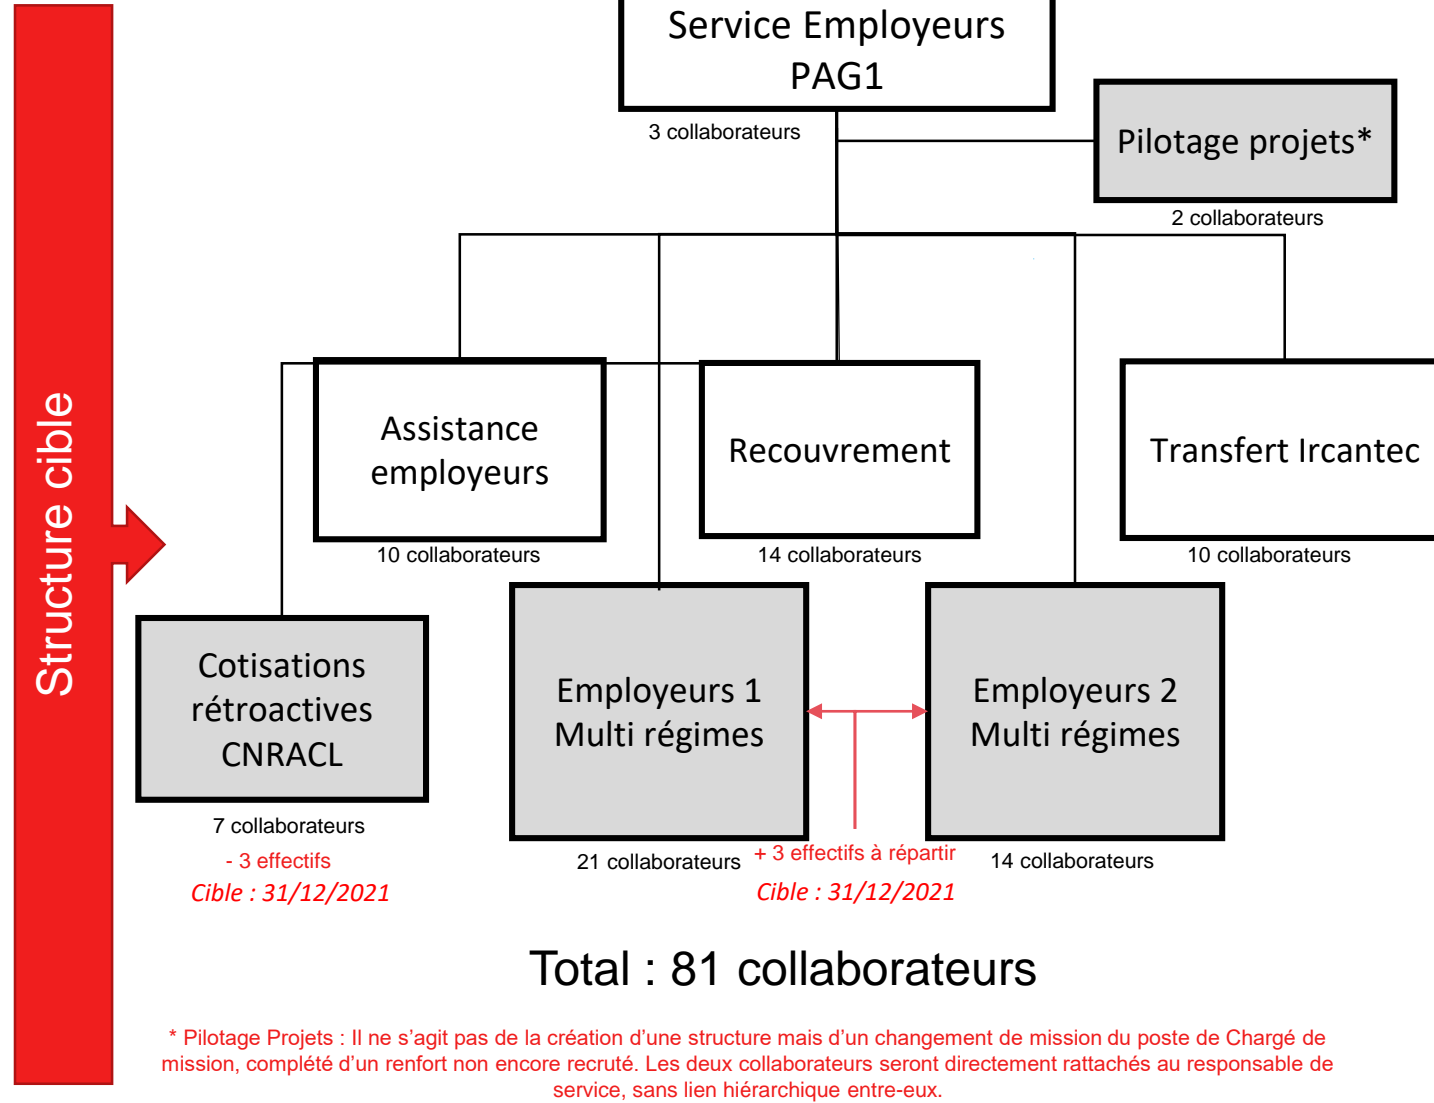 Structure cible
Service Employeurs
PAG1
3 collaborateurs
Pilotage projets*
2 collaborateurs
Assistance
employeurs
10 collaborateurs
Recouvrement
14 collaborateurs
Transfert Ircantec
10 collaborateurs
Cotisations
rétroactives
CNRACL
7 collaborateurs
- 3 effectifs
Cible : 31/12/2021
Employeurs 1
Multi régimes
21 collaborateurs
+ 3 effectifs à répartir
Cible : 31/12/2021
Employeurs 2
Multi régimes
14 collaborateurs
Total : 81 collaborateurs
* Pilotage Projets : Il ne s’agit pas de la création d’une structure mais d’un changement de mission du poste de Chargé de
mission, complété d’un renfort non encore recruté. Les deux collaborateurs seront directement rattachés au responsable de
service, sans lien hiérarchique entre-eux.